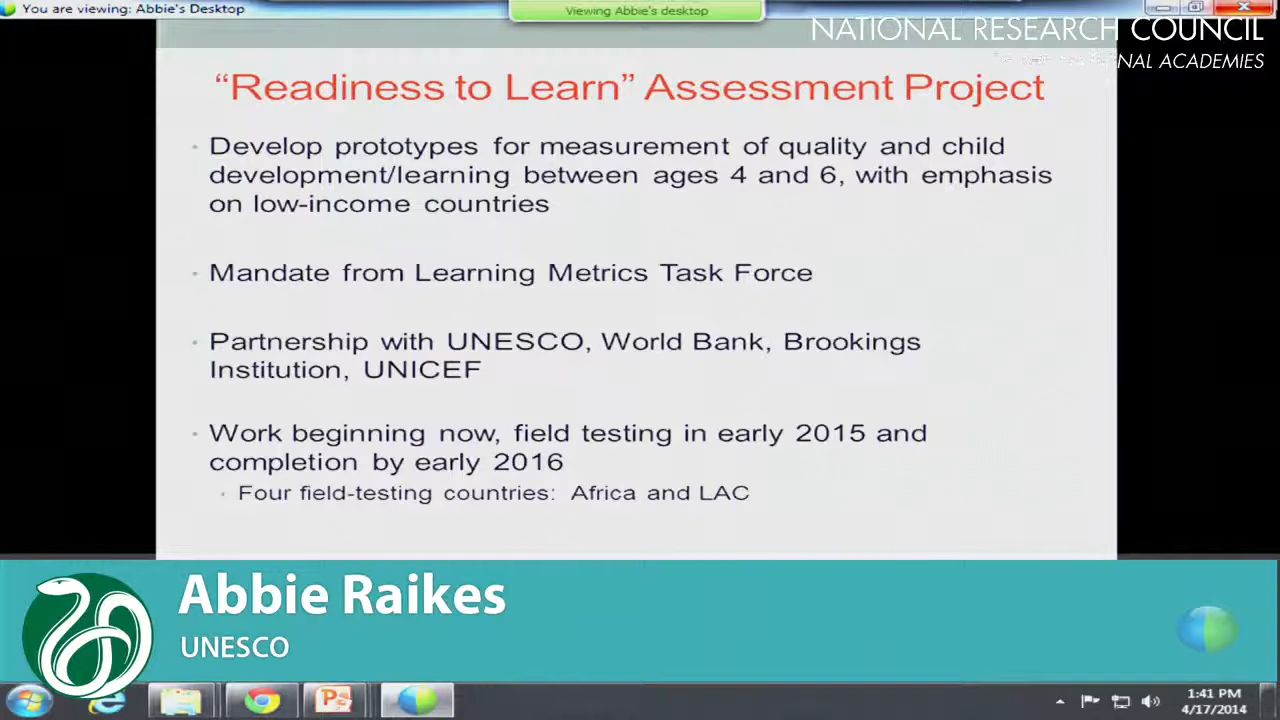 You are viewing: Abbie's Desktop
Viewing Abbie's desktop
NATIONAL RESEARCH COUNCIL
NAL ACADEMIES
“Readiness to Learn” Assessment Project
Develop prototypes for measurement of quality and child
development/learning between ages 4 and 6, with emphasis
on low-income countries
Mandate from Learning Metrics Task Force
Partnership with UNESCO, World Bank, Brookings
Institution, UNICEF
Work beginning now, field testing in early 2015 and
completion by early 2016
Four field-testing countries: Africa and LAC
Abbie Raikes
UNESCO
1:41 PM
4/17/2014